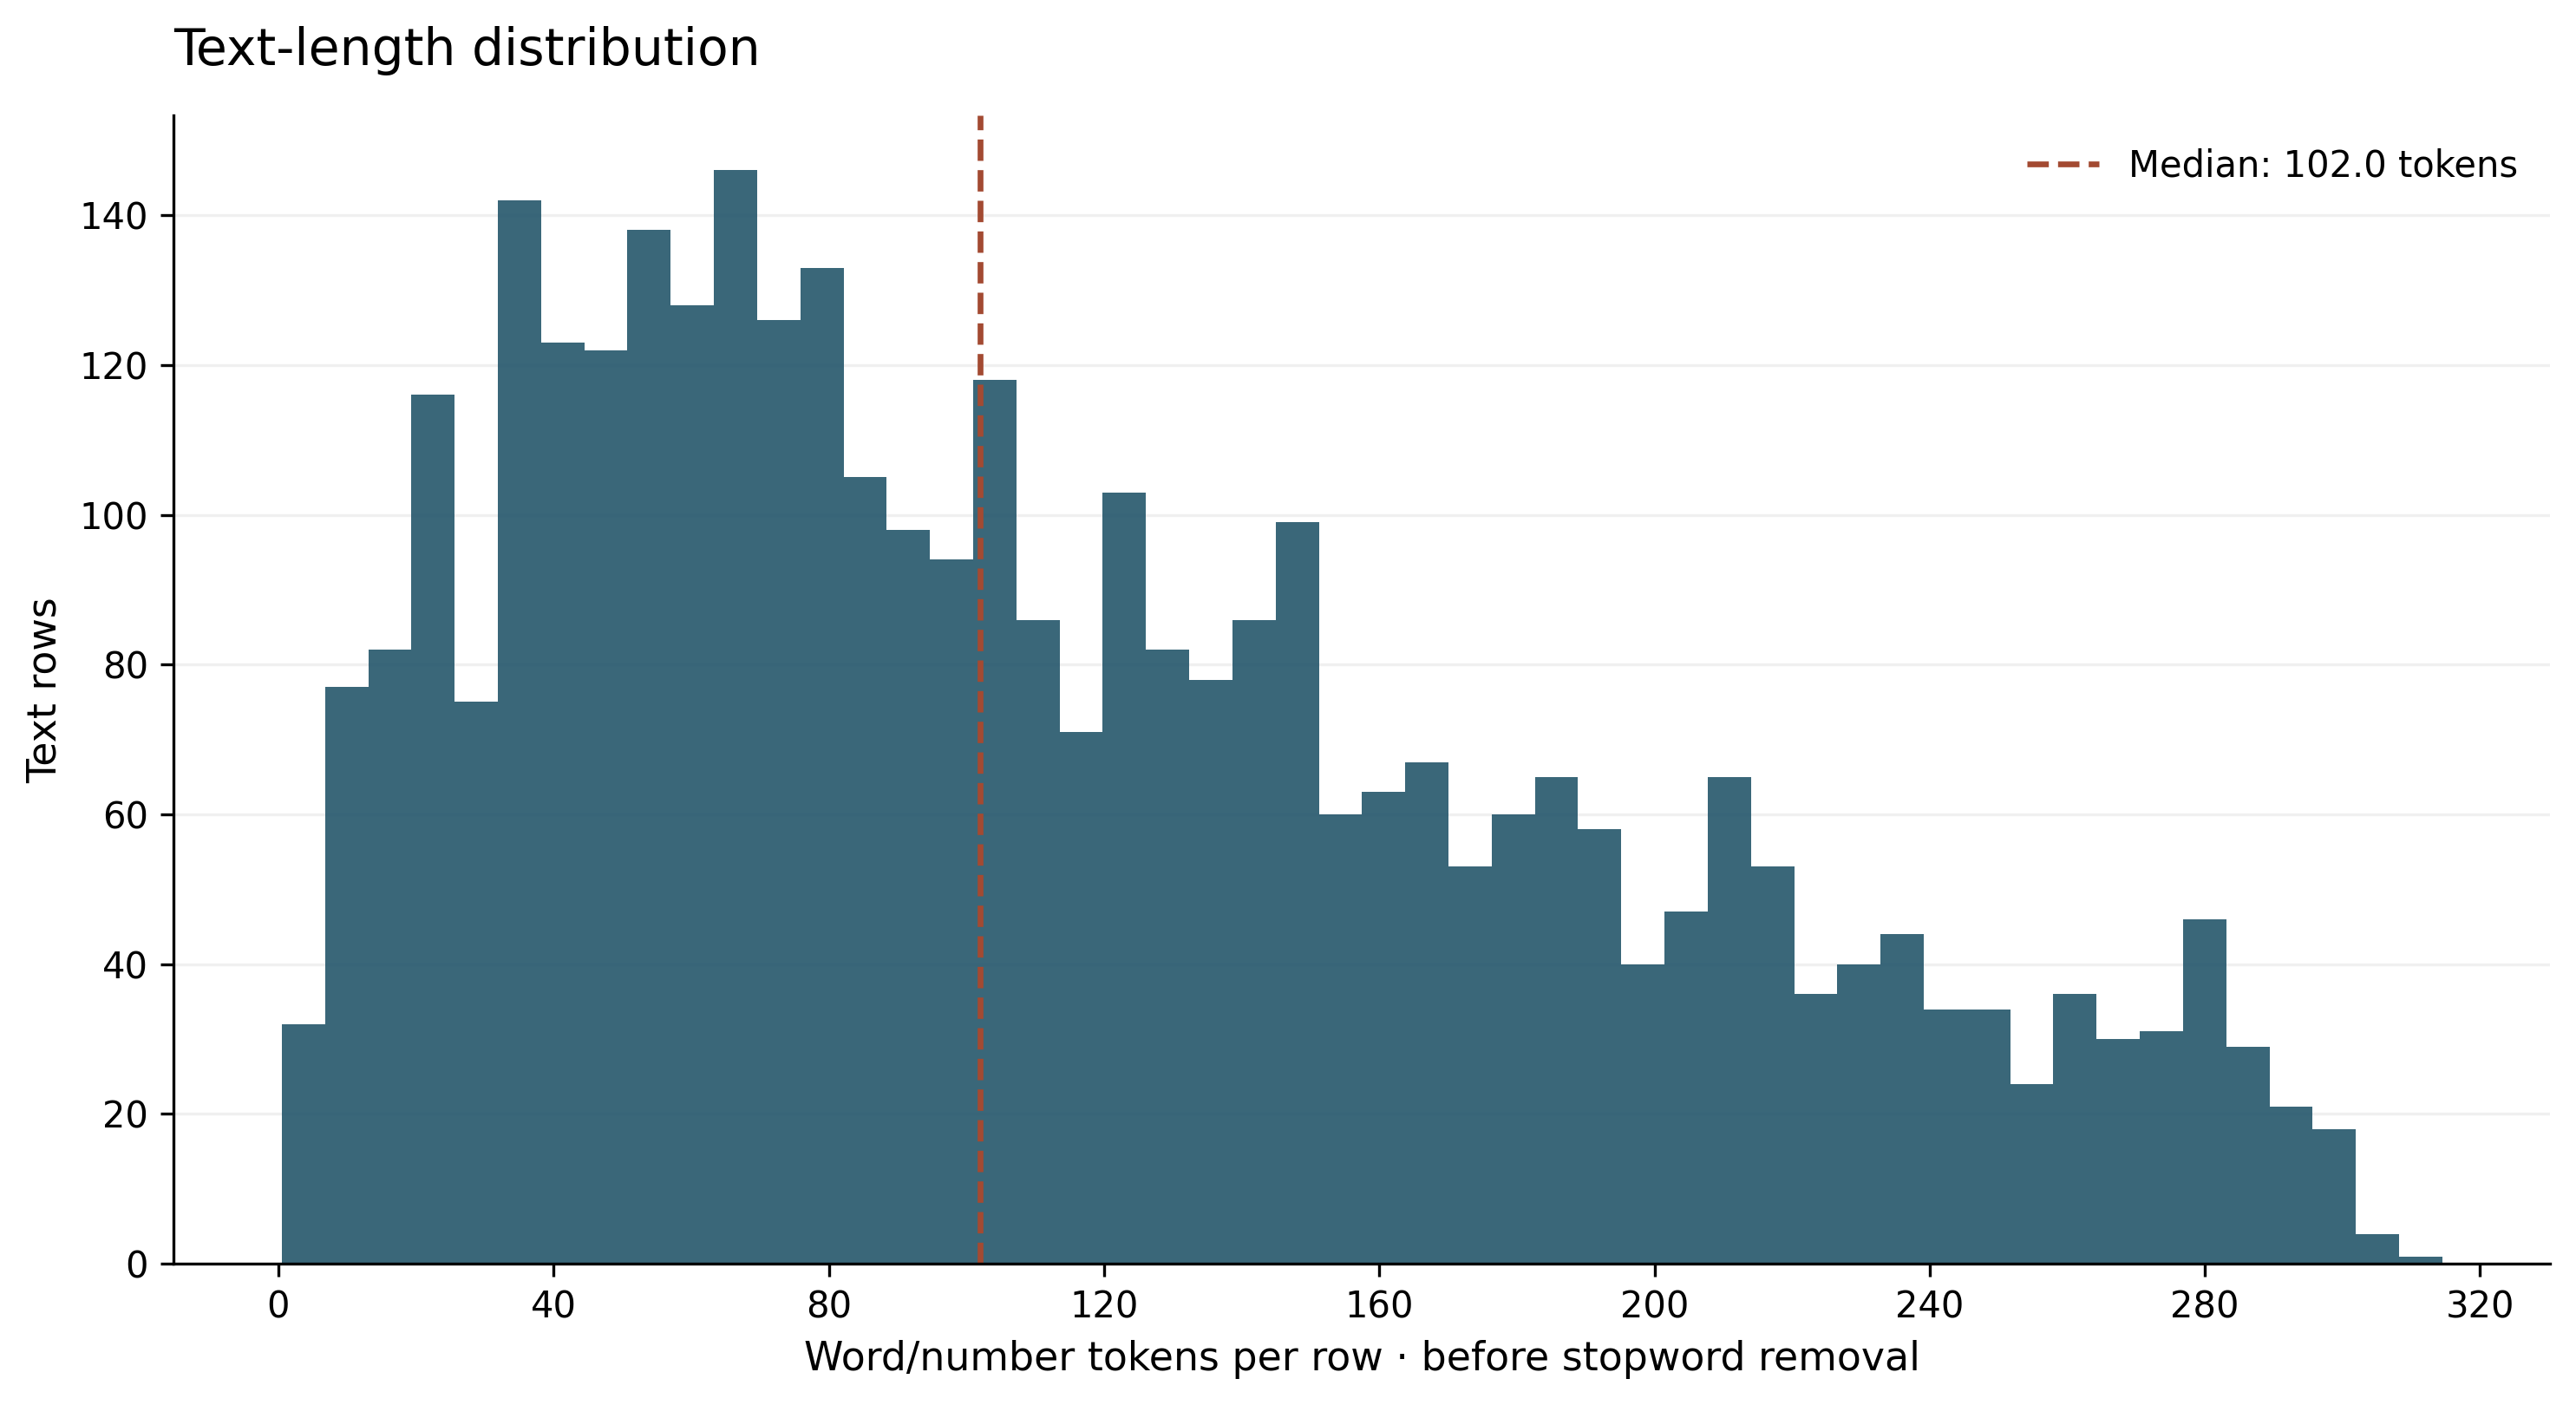 Text-length distribution
Median: 102.0 tokens
Text rows
140
120
100
80
60
40
20
0
0 40 80 120 160 200 240 280 320
Word/number tokens per row · before stopword removal